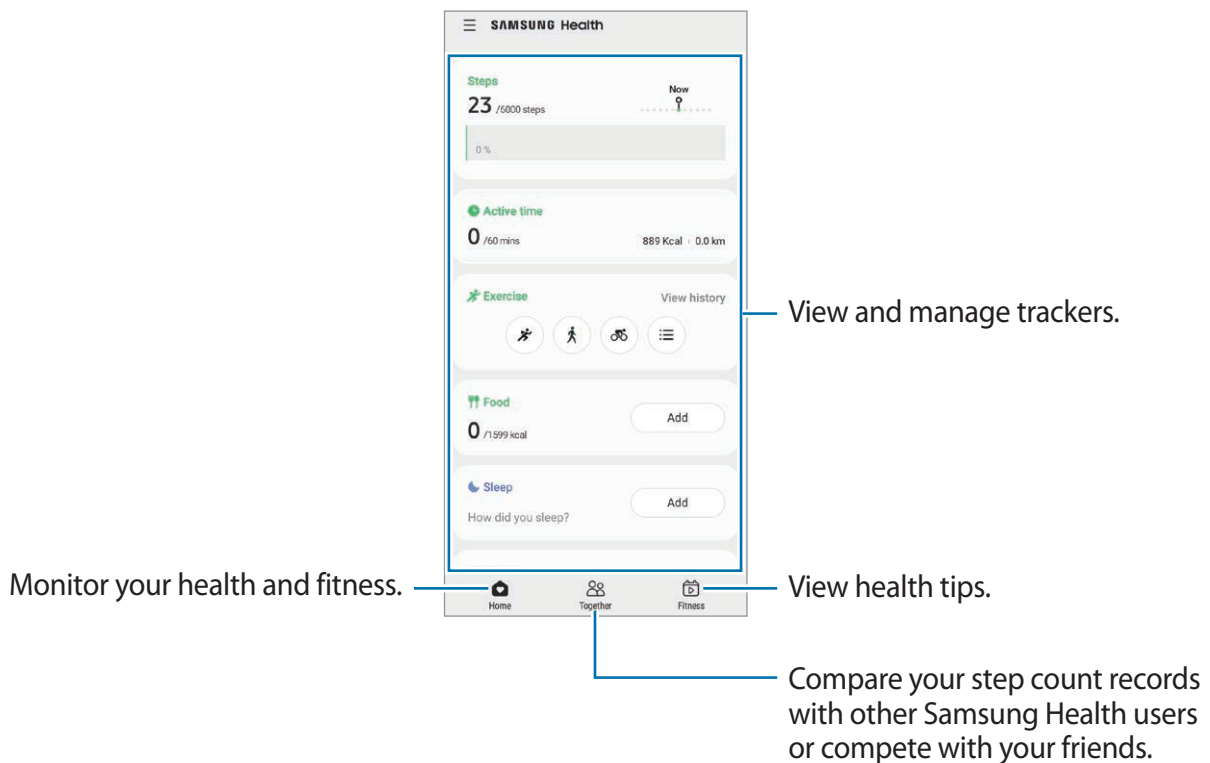 SAMSUNG Health
Steps
23 /6000 steps
Now
0 %
Active time
0 /60 mins
889 Kcal | 0.0 km
Exercise
View history
View and manage trackers.
Food
0 /1599 kcal
Add
Sleep
How did you sleep?
Add
Monitor your health and fitness.
Home
Together
Fitness
View health tips.
Compare your step count records
with other Samsung Health users
or compete with your friends.